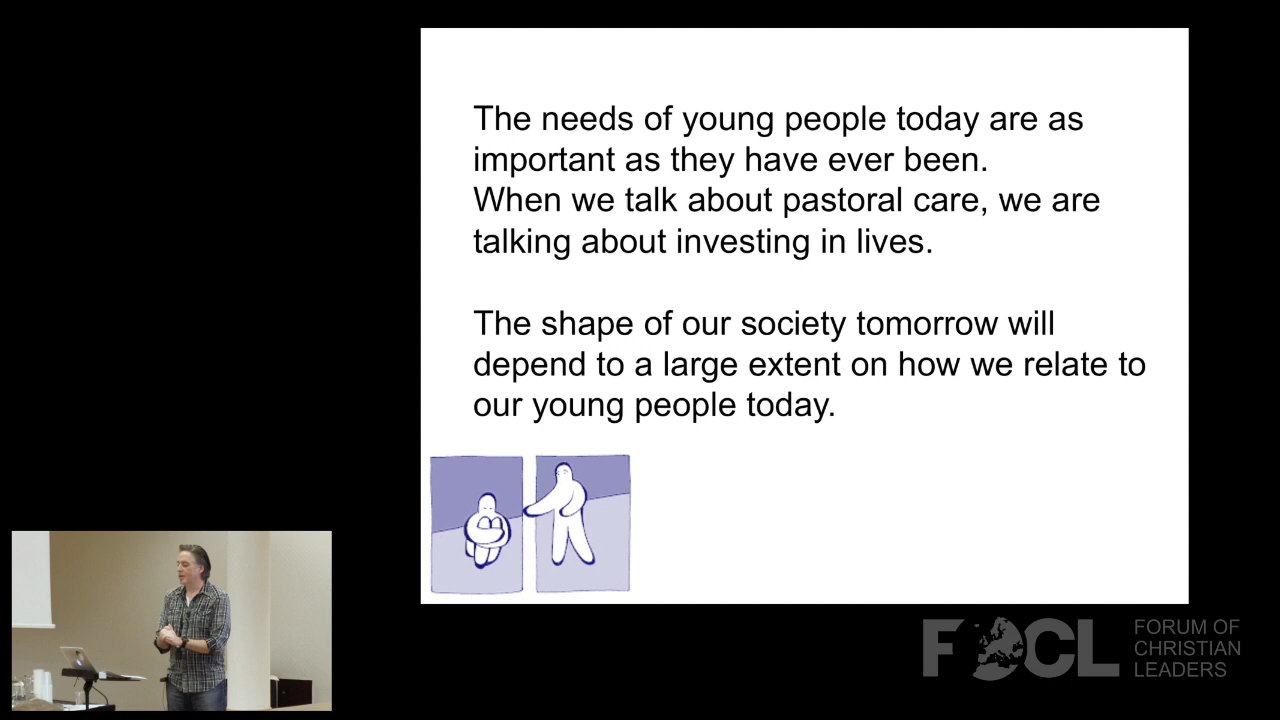 The needs of young people today are as
important as they have ever been.
When we talk about pastoral care, we are
talking about investing in lives.
The shape of our society tomorrow will
depend to a large extent on how we relate to
our young people today.
FOCL
FORUM OF
CHRISTIAN
LEADERS